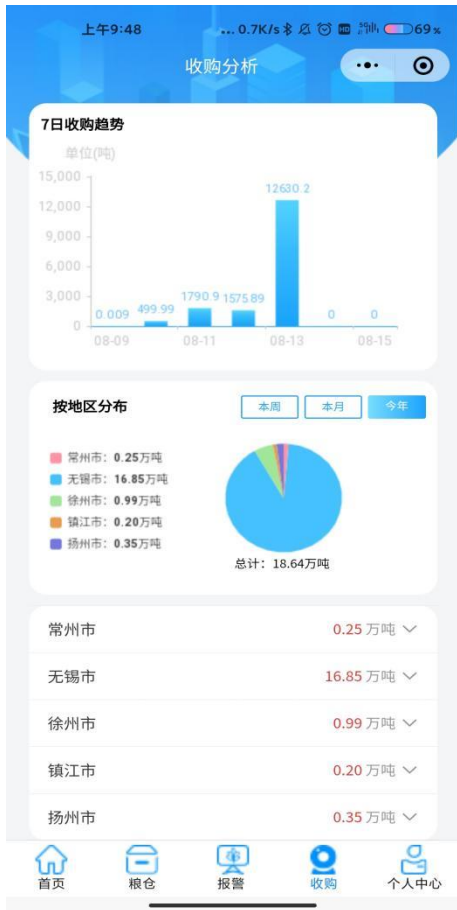 上午9:48 ... 0.7K/s HD 5G 69%
收购分析
7日收购趋势
单位(吨)
15,000
12,000
9,000
6,000
3,000
0
0.009 499.99 1790.9 1575.89 12630.2 0 0
08-09 08-11 08-13 08-15
按地区分布 本周 本月 今年
常州市：0.25万吨
无锡市：16.85万吨
徐州市：0.99万吨
镇江市：0.20万吨
扬州市：0.35万吨
总计：18.64万吨
常州市 0.25 万吨
无锡市 16.85 万吨
徐州市 0.99 万吨
镇江市 0.20 万吨
扬州市 0.35 万吨
首页 粮仓 报警 收购 个人中心